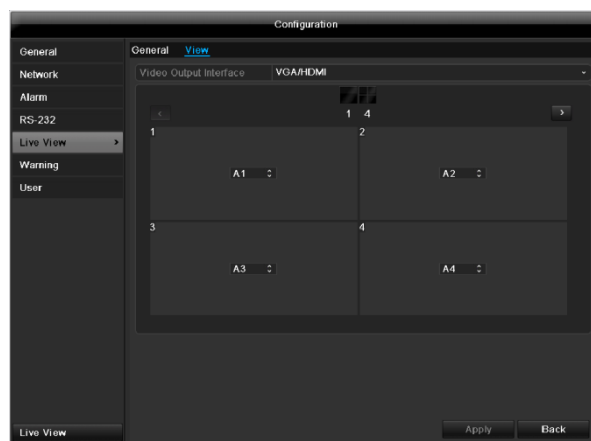 Configuration
General
Network
Alarm
RS-232
Live View >
Warning
User
Live View
General View
Video Output Interface VGA/HDMI
< >
1 4
1 2
A1 A2
3 4
A3 A4
Apply Back